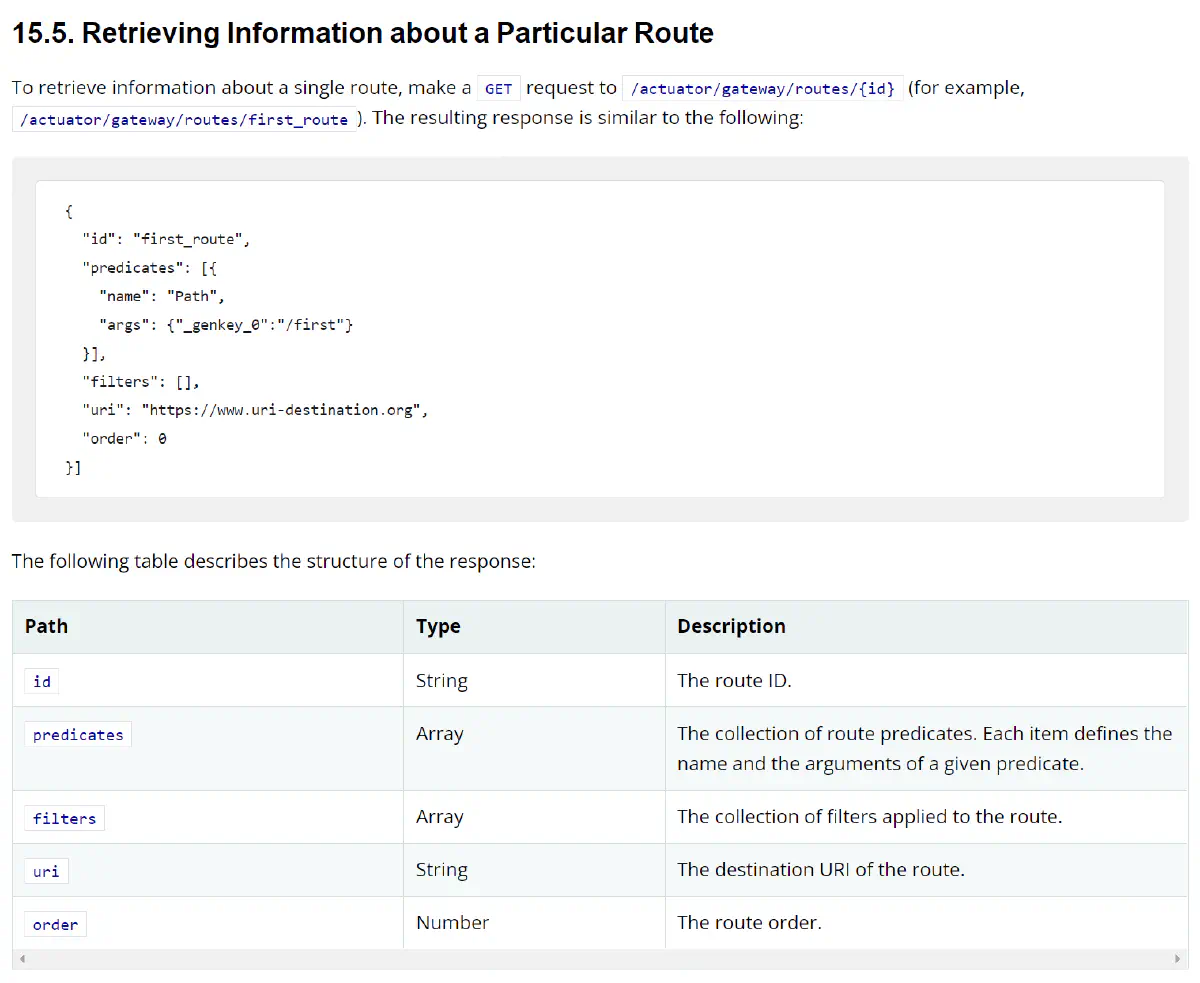 15.5. Retrieving Information about a Particular Route
To retrieve information about a single route, make a GET request to /actuator/gateway/routes/{id} (for example,
/actuator/gateway/routes/first_route ). The resulting response is similar to the following:
{
  "id": "first_route",
  "predicates": [{
    "name": "Path",
    "args": {"_genkey_0":"/first"}
  }],
  "filters": [],
  "uri": "https://www.uri-destination.org",
  "order": 0
}]
The following table describes the structure of the response:
Path Type Description
id String The route ID.
predicates Array The collection of route predicates. Each item defines the
name and the arguments of a given predicate.
filters Array The collection of filters applied to the route.
uri String The destination URI of the route.
order Number The route order.